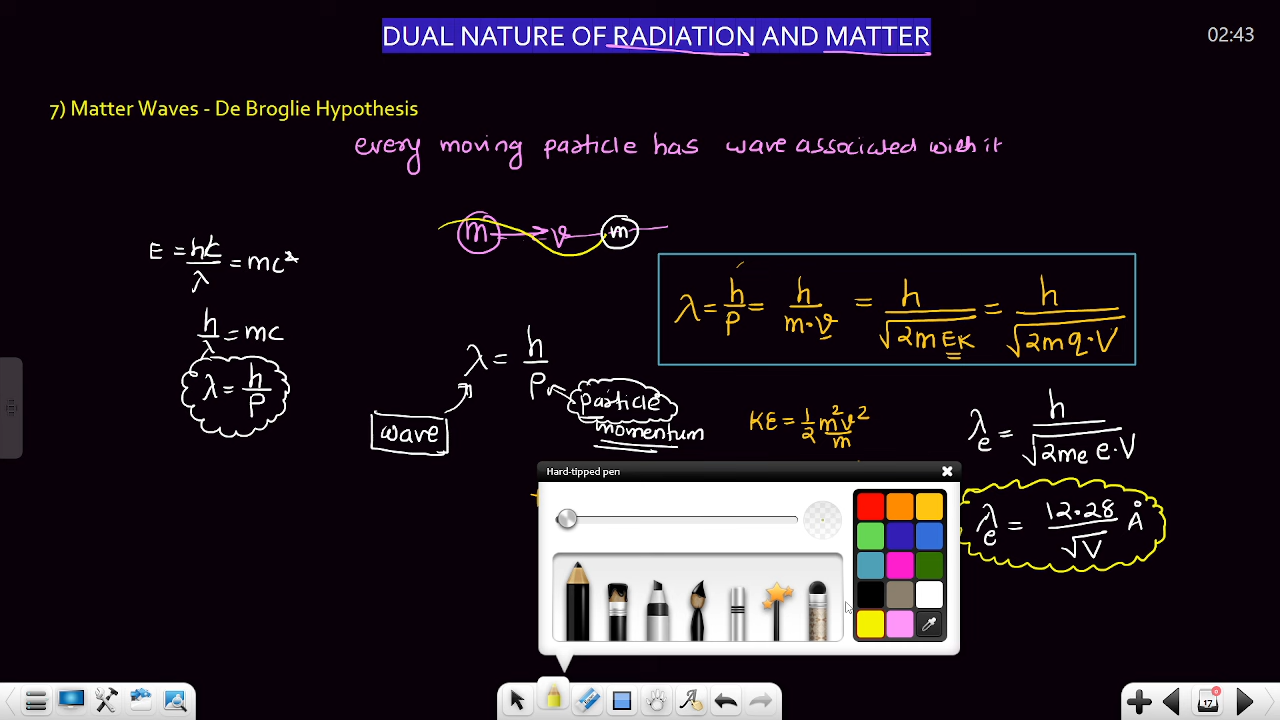 DUAL NATURE OF RADIATION AND MATTER
02:43
7) Matter Waves - De Broglie Hypothesis
every moving particle has wave associated with it
m → v m
E = hc/λ = mc²
h/λ = mc
λ = h/P
λ = h/P
wave
particle
momentum
λ = h/P = h/m·v = h/√2mEK = h/√2mq·V
KE = 1/2 m²v²/m
λe = h/√2me e·V
λe = 12.28/√V Å
Hard-tipped pen
17